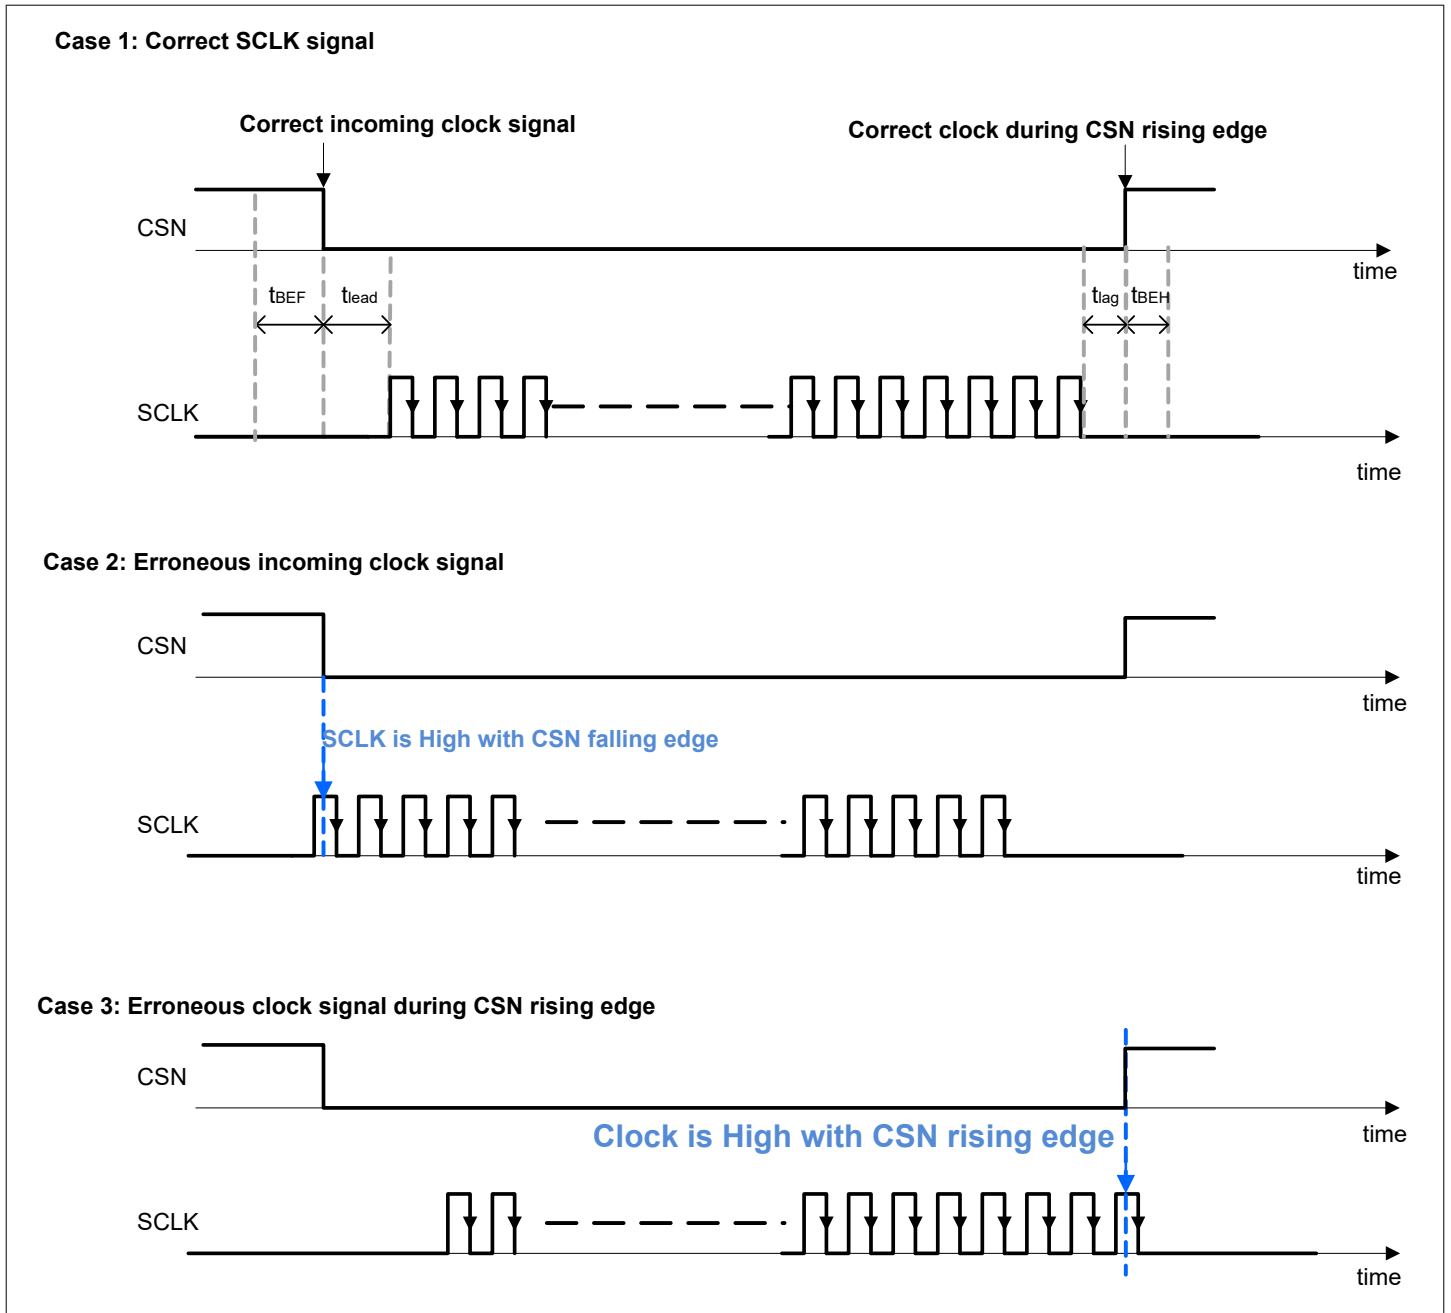 Case 1: Correct SCLK signal
Correct incoming clock signal
Correct clock during CSN rising edge
CSN
time
tBEF tlead tlag tBEH
SCLK
time
Case 2: Erroneous incoming clock signal
CSN
time
SCLK is High with CSN falling edge
SCLK
time
Case 3: Erroneous clock signal during CSN rising edge
CSN
time
Clock is High with CSN rising edge
SCLK
time